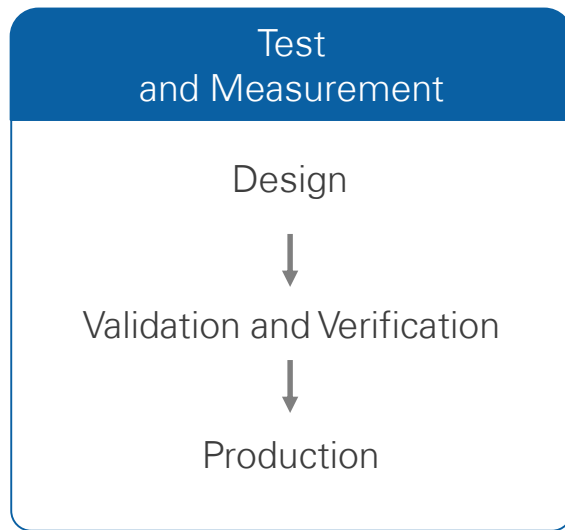 Test
and Measurement
Design
Validation and Verification
Production